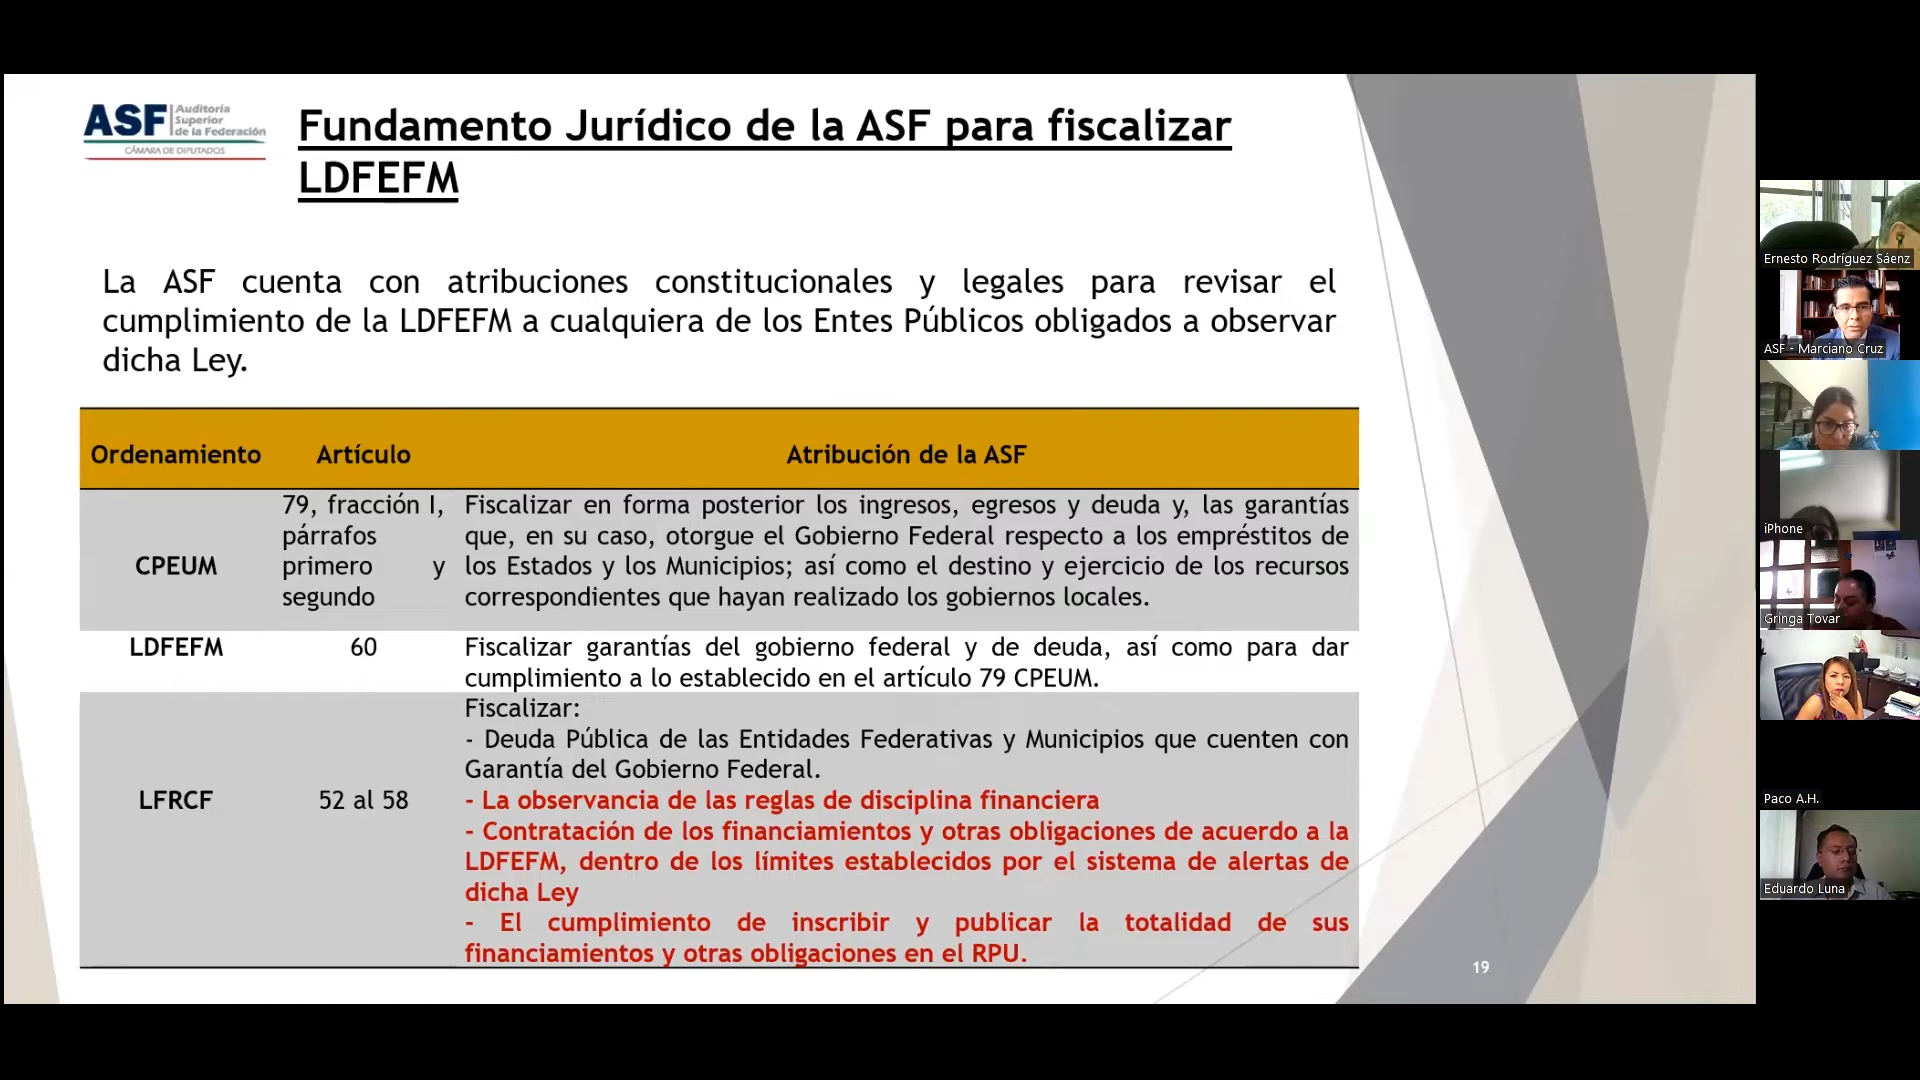 ASF
Auditoría
Superior
de la Federación
CÁMARA DE DIPUTADOS
Fundamento Jurídico de la ASF para fiscalizar
LDFEFM
La ASF cuenta con atribuciones constitucionales y legales para revisar el
cumplimiento de la LDFEFM a cualquiera de los Entes Públicos obligados a observar
dicha Ley.
Ordenamiento
Artículo
Atribución de la ASF
CPEUM
79, fracción I,
párrafos
primero y
segundo
Fiscalizar en forma posterior los ingresos, egresos y deuda y, las garantías
que, en su caso, otorgue el Gobierno Federal respecto a los empréstitos de
los Estados y los Municipios; así como el destino y ejercicio de los recursos
correspondientes que hayan realizado los gobiernos locales.
LDFEFM
60
Fiscalizar garantías del gobierno federal y de deuda, así como para dar
cumplimiento a lo establecido en el artículo 79 CPEUM.
LFRCF
52 al 58
Fiscalizar:
- Deuda Pública de las Entidades Federativas y Municipios que cuenten con
Garantía del Gobierno Federal.
- La observancia de las reglas de disciplina financiera
- Contratación de los financiamientos y otras obligaciones de acuerdo a la
LDFEFM, dentro de los límites establecidos por el sistema de alertas de
dicha Ley
- El cumplimiento de inscribir y publicar la totalidad de sus
financiamientos y otras obligaciones en el RPU.
19
Ernesto Rodríguez Sáenz
ASF - Marciano Cruz
iPhone
Gringa Tovar
Paco A.H.
Eduardo Luna